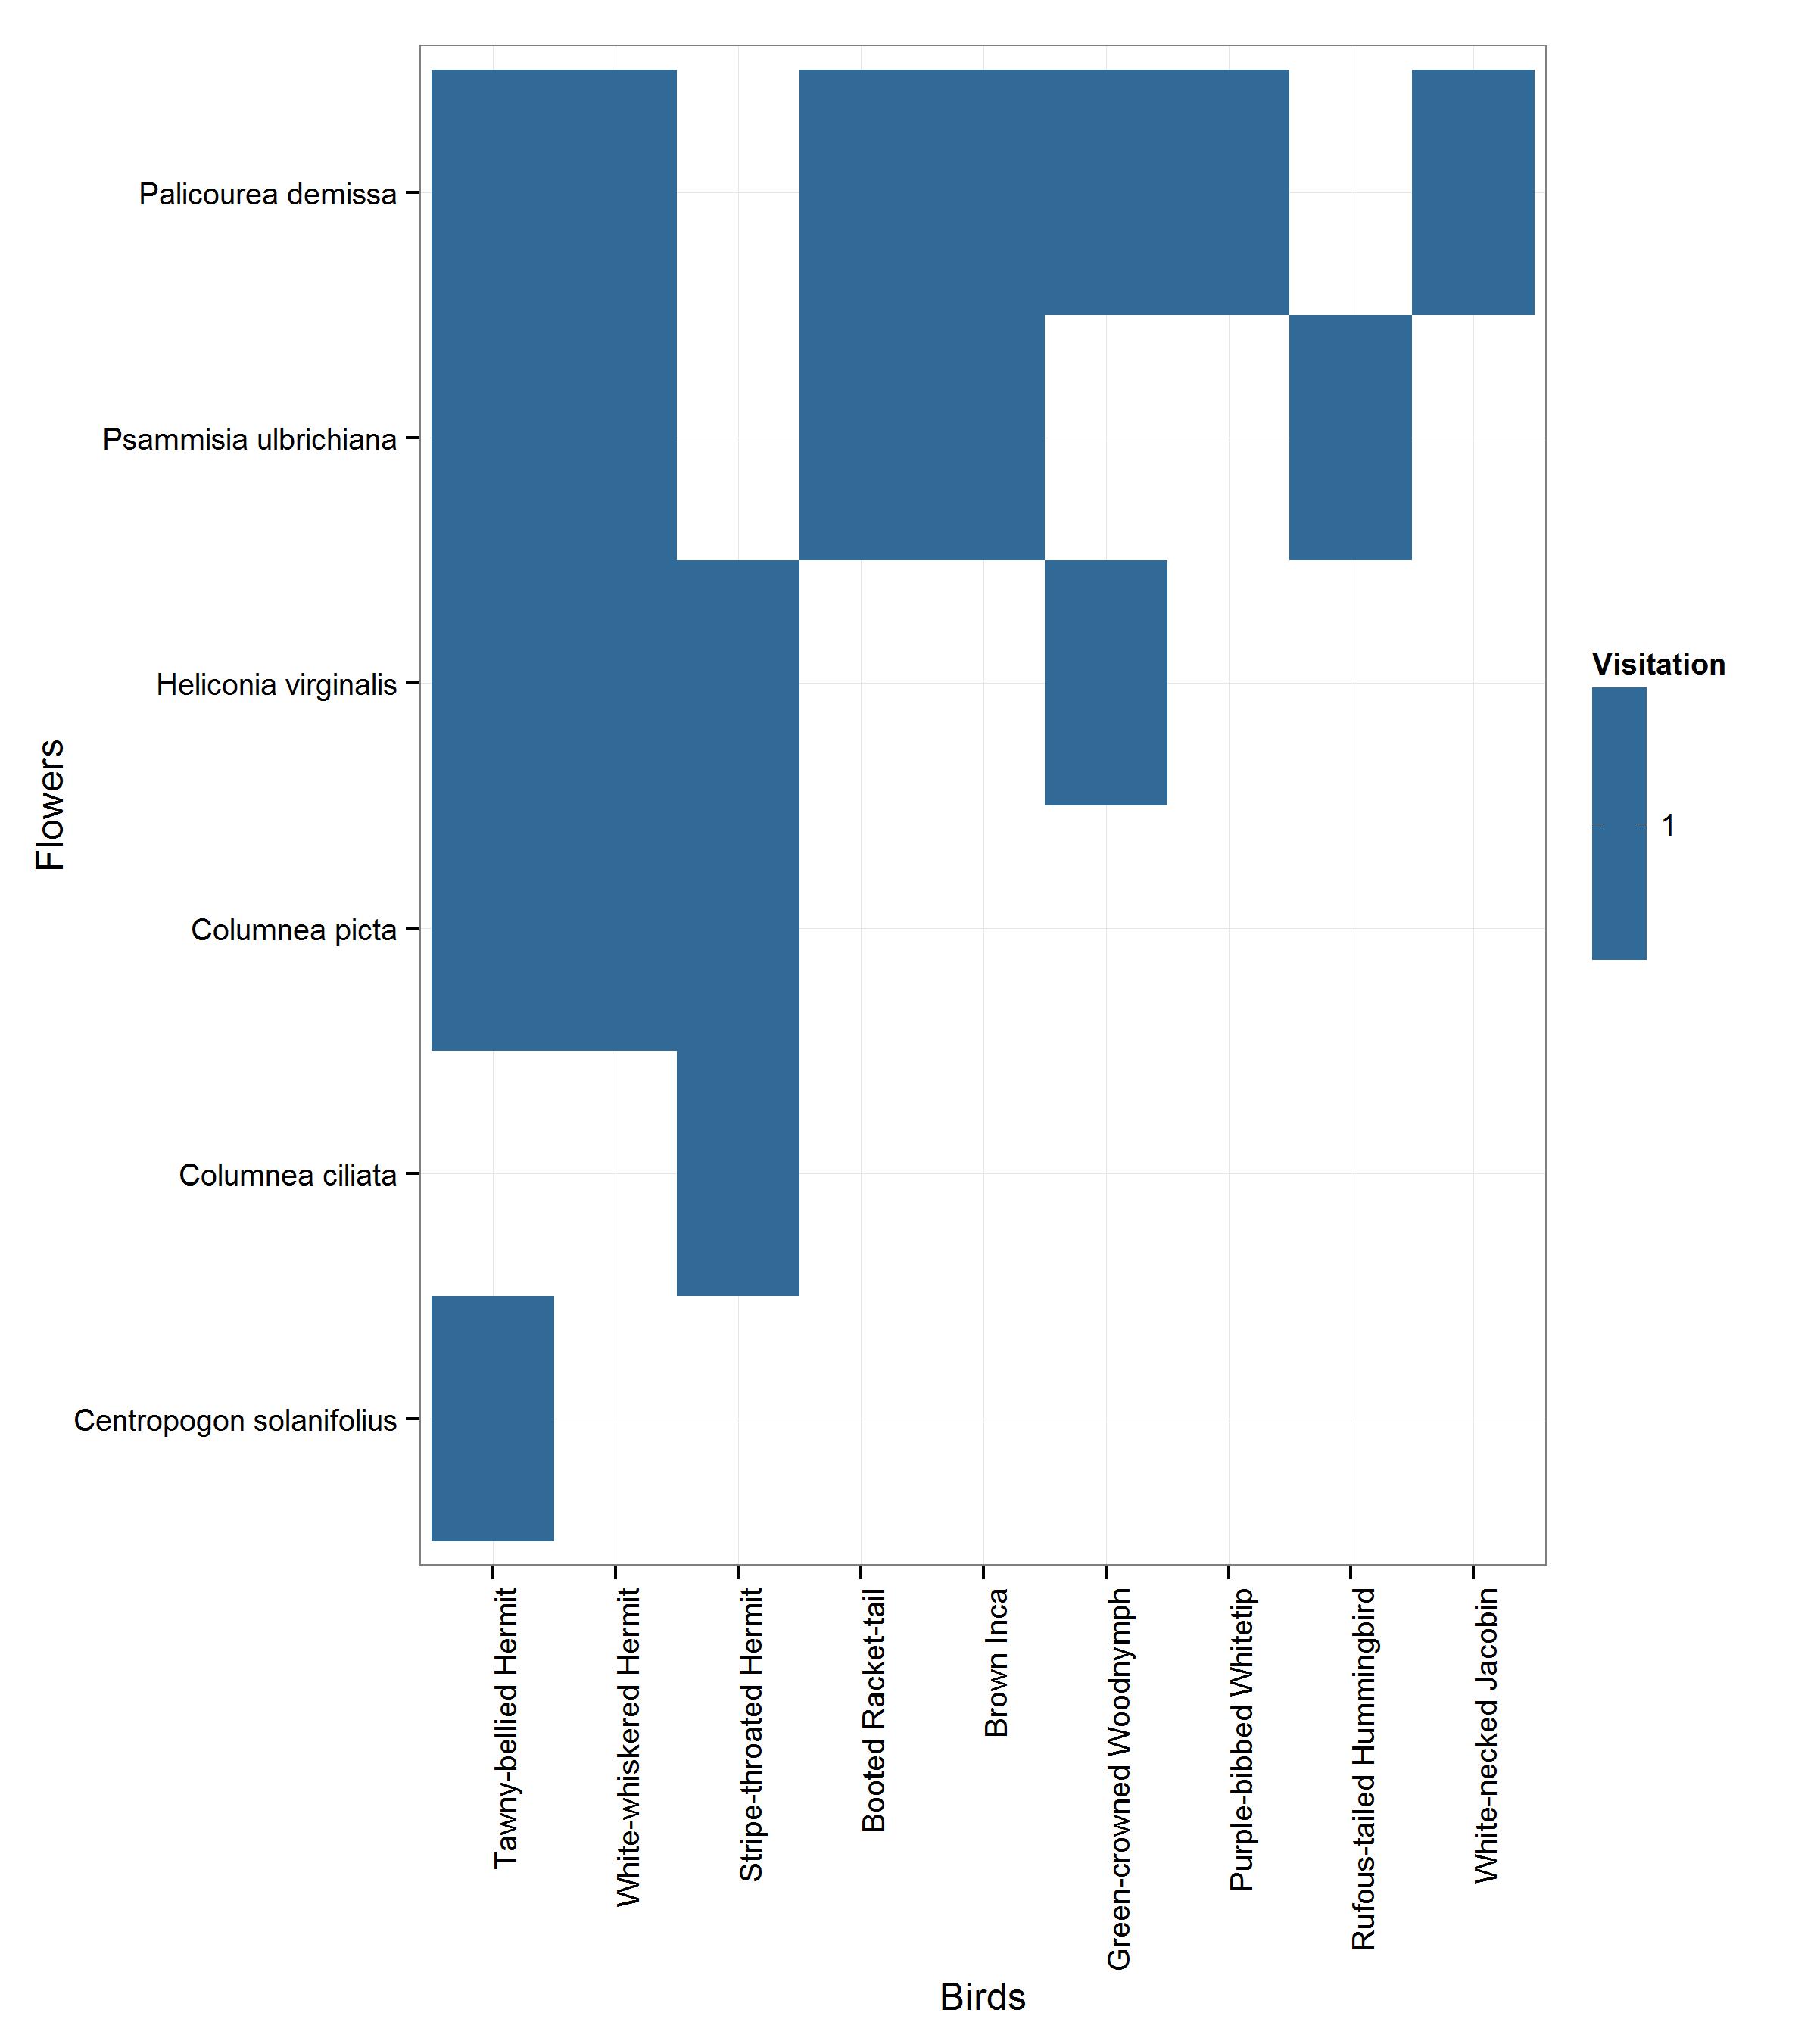 Flowers
Palicourea demissa
Psammisia ulbrichiana
Heliconia virginalis
Columnea picta
Columnea ciliata
Centropogon solanifolius
Visitation
1
Tawny-bellied Hermit
White-whiskered Hermit
Stripe-throated Hermit
Booted Racket-tail
Brown Inca
Green-crowned Woodnymph
Purple-bibbed Whitetip
Rufous-tailed Hummingbird
White-necked Jacobin
Birds